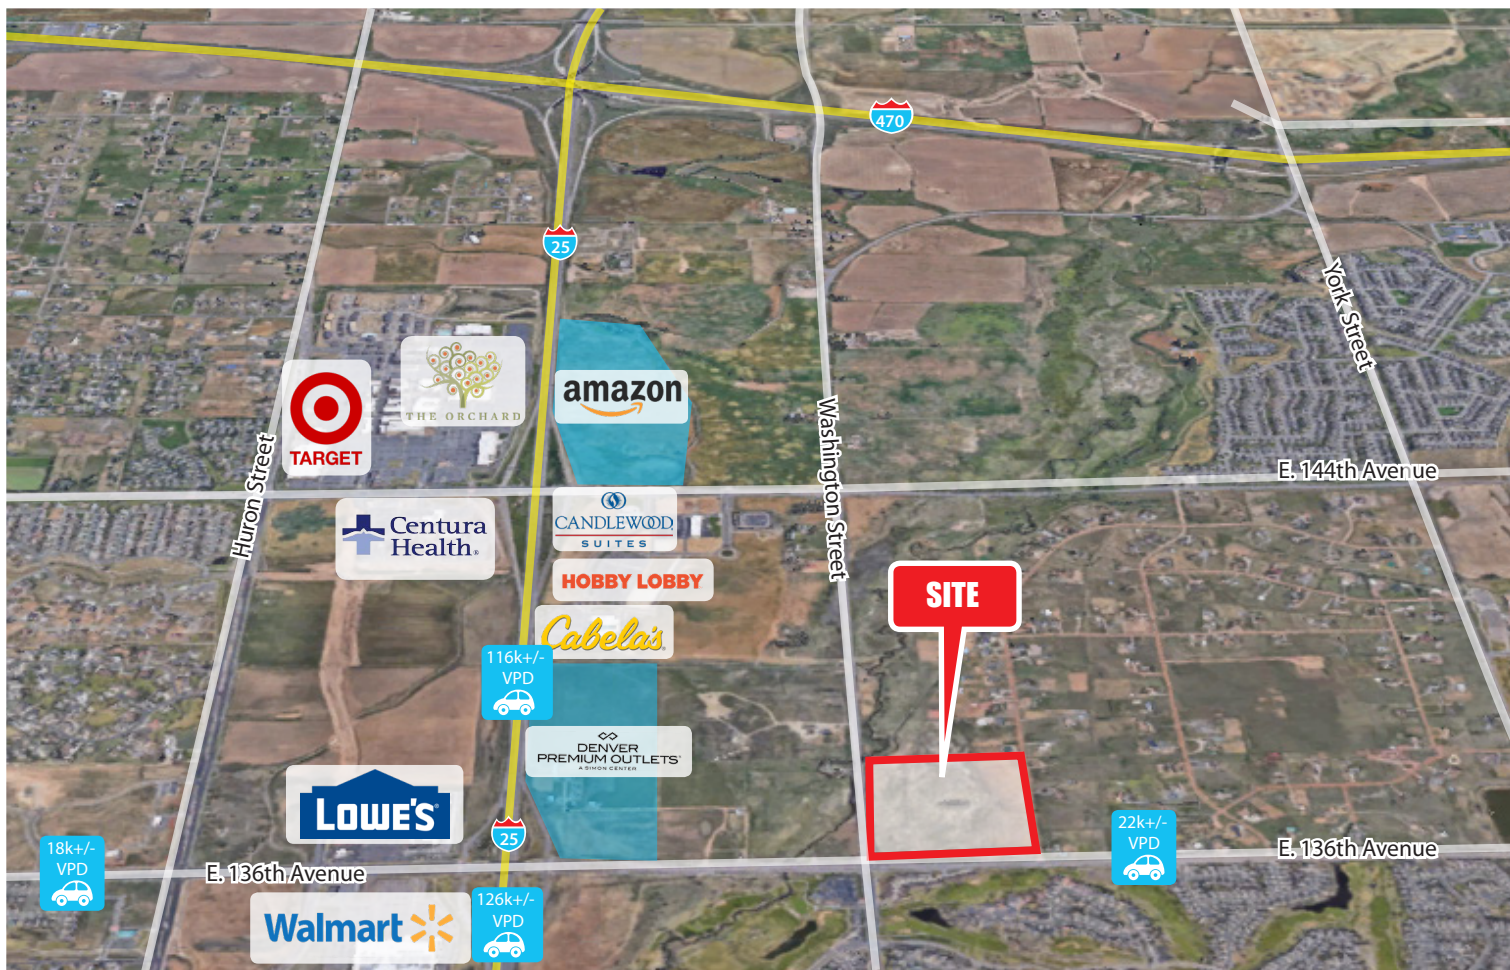 470
25
York Street
TARGET
THE ORCHARD
amazon
Huron Street
Washington Street
E. 144th Avenue
Centura
Health®
CANDLEWOOD
SUITES
HOBBY LOBBY
SITE
Cabela's
116k+/-
VPD
DENVER
PREMIUM OUTLETS®
A SIMON CENTER
LOWE'S®
25
18k+/-
VPD
22k+/-
VPD
E. 136th Avenue
E. 136th Avenue
Walmart
126k+/-
VPD